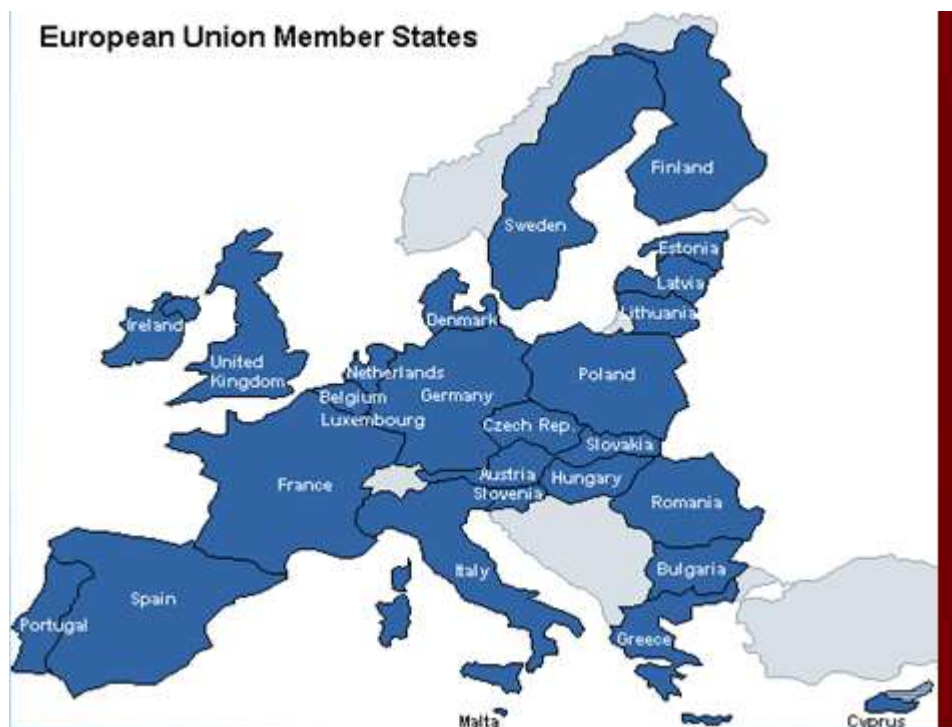 European Union Member States
Finland
Sweden
Estonia
Latvia
Lithuania
Denmark
Ireland
United
Kingdom
Netherlands
Belgium
Germany
Luxembourg
Poland
Czech Rep.
Slovakia
Austria
Hungary
Slovenia
France
Romania
Italy
Bulgaria
Spain
Portugal
Greece
Malta
Cyprus